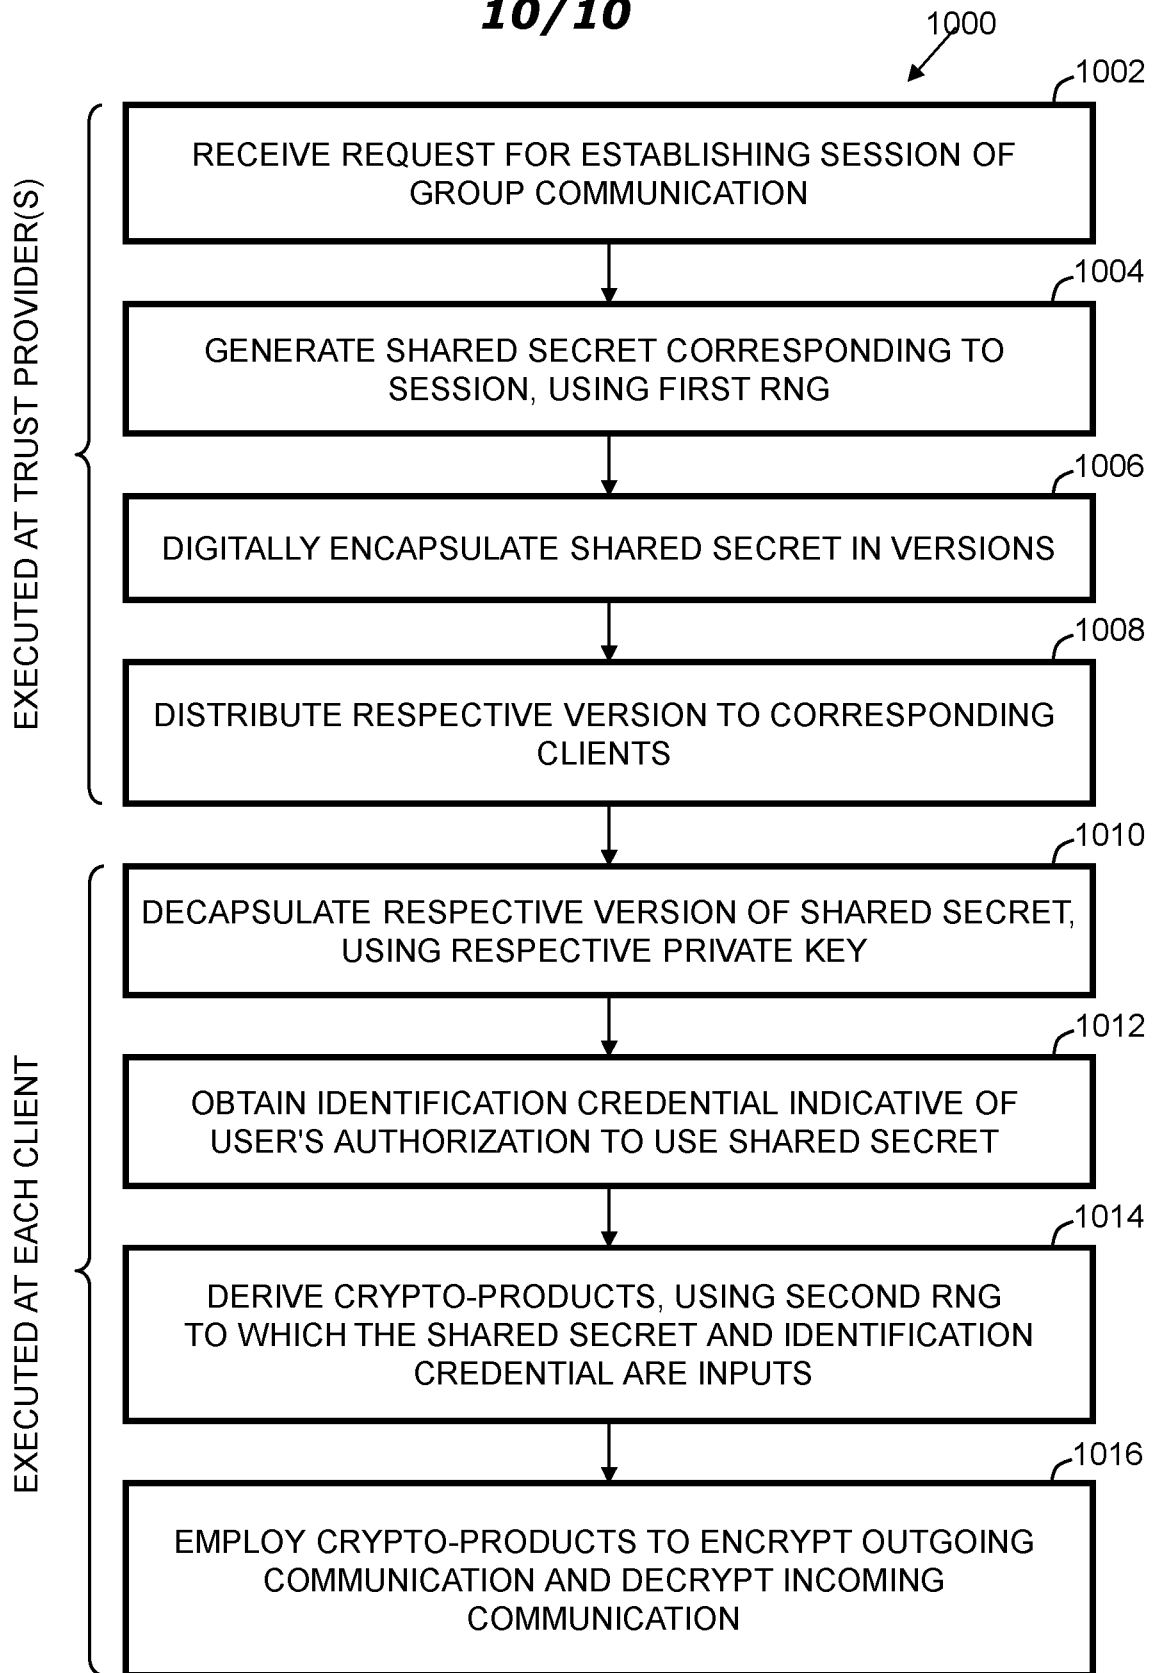 10/10
1000
1002
RECEIVE REQUEST FOR ESTABLISHING SESSION OF
GROUP COMMUNICATION
1004
GENERATE SHARED SECRET CORRESPONDING TO
SESSION, USING FIRST RNG
1006
DIGITALLY ENCAPSULATE SHARED SECRET IN VERSIONS
1008
DISTRIBUTE RESPECTIVE VERSION TO CORRESPONDING
CLIENTS
EXECUTED AT TRUST PROVIDER(S)
1010
DECAPSULATE RESPECTIVE VERSION OF SHARED SECRET,
USING RESPECTIVE PRIVATE KEY
1012
OBTAIN IDENTIFICATION CREDENTIAL INDICATIVE OF
USER'S AUTHORIZATION TO USE SHARED SECRET
1014
DERIVE CRYPTO-PRODUCTS, USING SECOND RNG
TO WHICH THE SHARED SECRET AND IDENTIFICATION
CREDENTIAL ARE INPUTS
1016
EMPLOY CRYPTO-PRODUCTS TO ENCRYPT OUTGOING
COMMUNICATION AND DECRYPT INCOMING
COMMUNICATION
EXECUTED AT EACH CLIENT